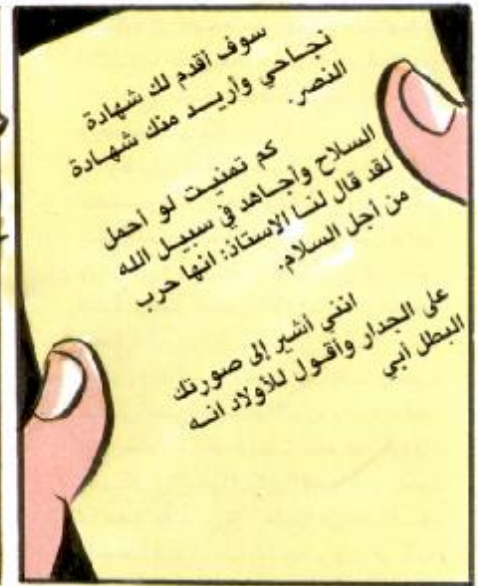 سوف أقدم لك شهادة
نجاحي وأريد منك شهادة
النصر.
كم تمنيت لو أحمل
السلاح وأجاهد في سبيل الله
لقد قال لنا الاستاذ: انها حرب
من أجل السلام.
انني أشير إلى صورتك
على الجدار وأقول للأولاد انه
البطل أبي